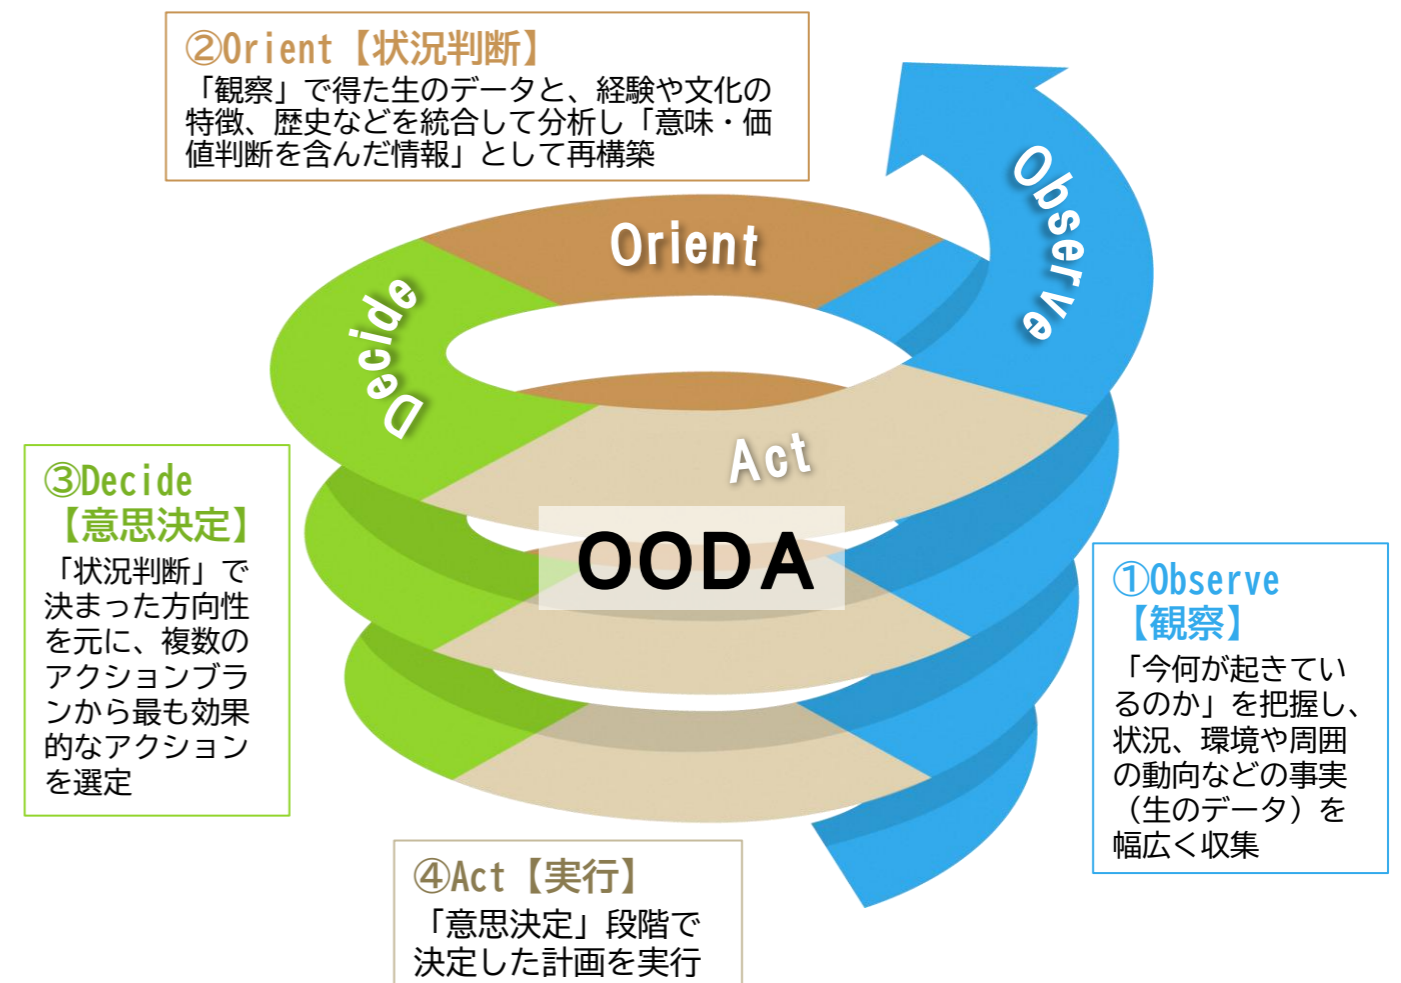 ②Orient【状況判断】
「観察」で得た生のデータと、経験や文化の
特徴、歴史などを統合して分析し「意味・価
値判断を含んだ情報」として再構築
Observe
Orient
Decide
Act
OODA
③Decide
【意思決定】
「状況判断」で
決まった方向性
を元に、複数の
アクションプラ
ンから最も効果
的なアクション
を選定
①Observe
【観察】
「今何が起きてい
るのか」を把握し、
状況、環境や周囲
の動向などの事実
（生のデータ）を
幅広く収集
④Act【実行】
「意思決定」段階で
決定した計画を実行